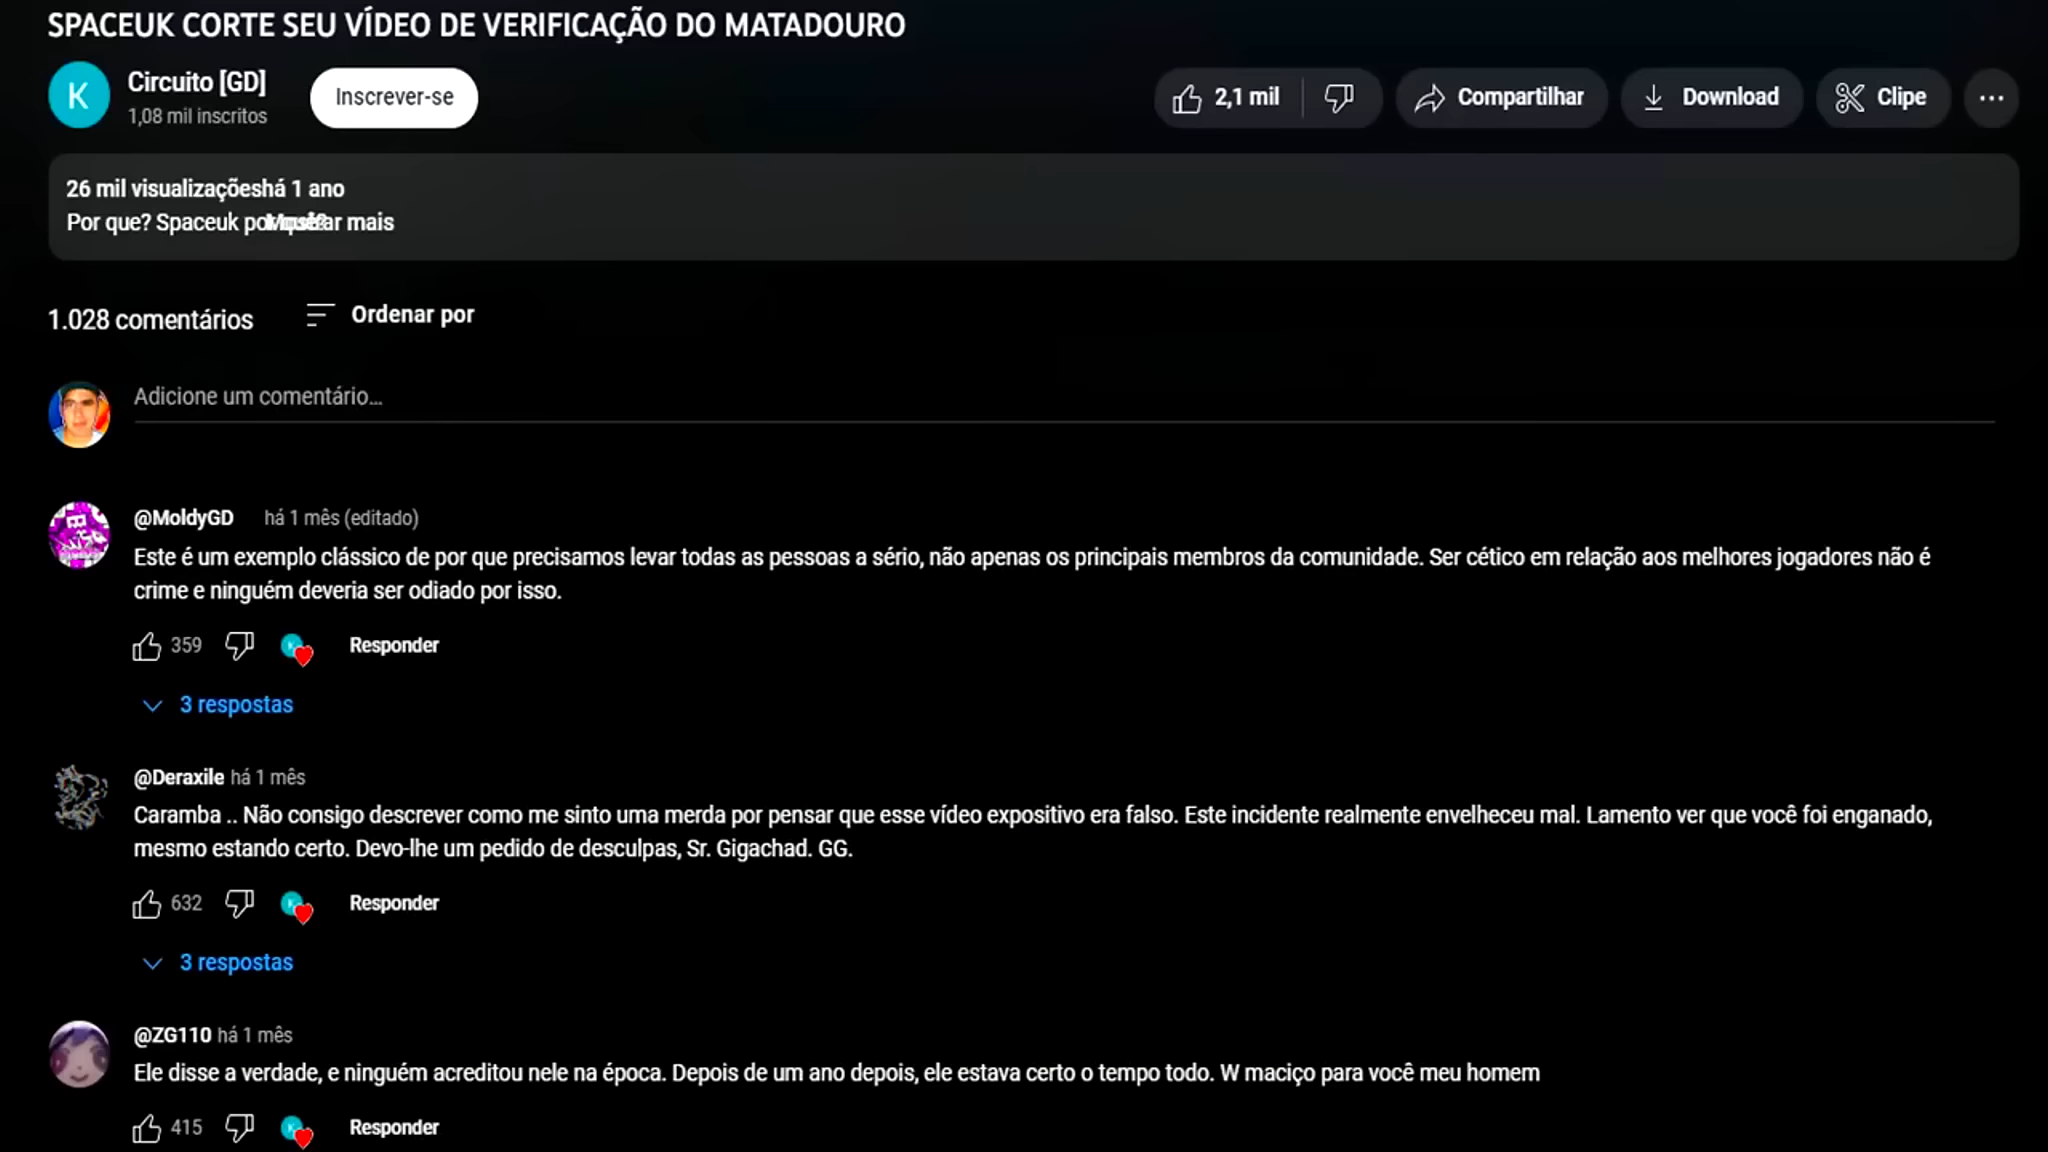 SPACEUK CORTE SEU VÍDEO DE VERIFICAÇÃO DO MATADOURO
K
Circuito [GD]
1,08 mil inscritos
Inscrever-se
2,1 mil
Compartilhar
Download
Clipe
26 mil visualizaçõeshá 1 ano
Por que? Spaceuk mais
1.028 comentários
Ordenar por
Adicione um comentário...
@MoldyGD há 1 mês (editado)
Este é um exemplo clássico de por que precisamos levar todas as pessoas a sério, não apenas os principais membros da comunidade. Ser cético em relação aos melhores jogadores não é
crime e ninguém deveria ser odiado por isso.
359
Responder
3 respostas
@Deraxile há 1 mês
Caramba .. Não consigo descrever como me sinto uma merda por pensar que esse vídeo expositivo era falso. Este incidente realmente envelheceu mal. Lamento ver que você foi enganado,
mesmo estando certo. Devo-lhe um pedido de desculpas, Sr. Gigachad. GG.
632
Responder
3 respostas
@ZG110 há 1 mês
Ele disse a verdade, e ninguém acreditou nele na época. Depois de um ano depois, ele estava certo o tempo todo. W maciço para você meu homem
415
Responder